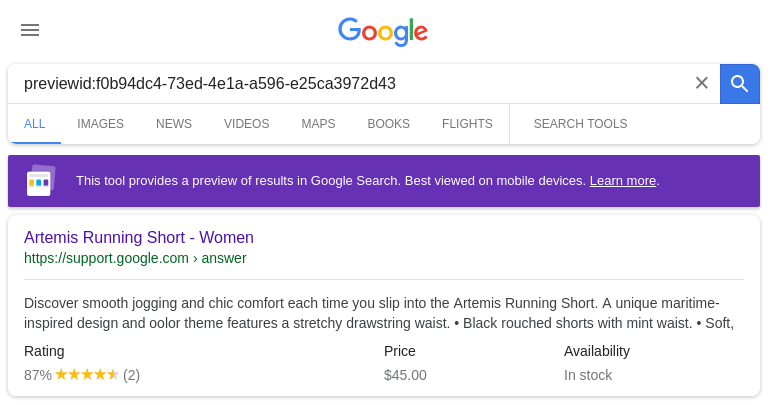 Google
previewid:f0b94dc4-73ed-4e1a-a596-e25ca3972d43
ALL IMAGES NEWS VIDEOS MAPS BOOKS FLIGHTS SEARCH TOOLS
This tool provides a preview of results in Google Search. Best viewed on mobile devices. Learn more.
Artemis Running Short - Women
https://support.google.com › answer
Discover smooth jogging and chic comfort each time you slip into the Artemis Running Short. A unique maritime-
inspired design and oolor theme features a stretchy drawstring waist. • Black rouched shorts with mint waist. • Soft,
Rating Price Availability
87% ★★★★★ (2) $45.00 In stock